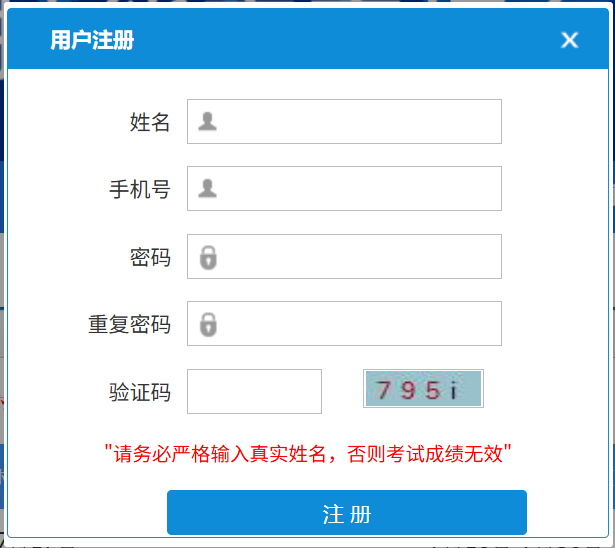 用户注册
姓名
手机号
密码
重复密码
验证码
795i
"请务必严格输入真实姓名，否则考试成绩无效"
注 册